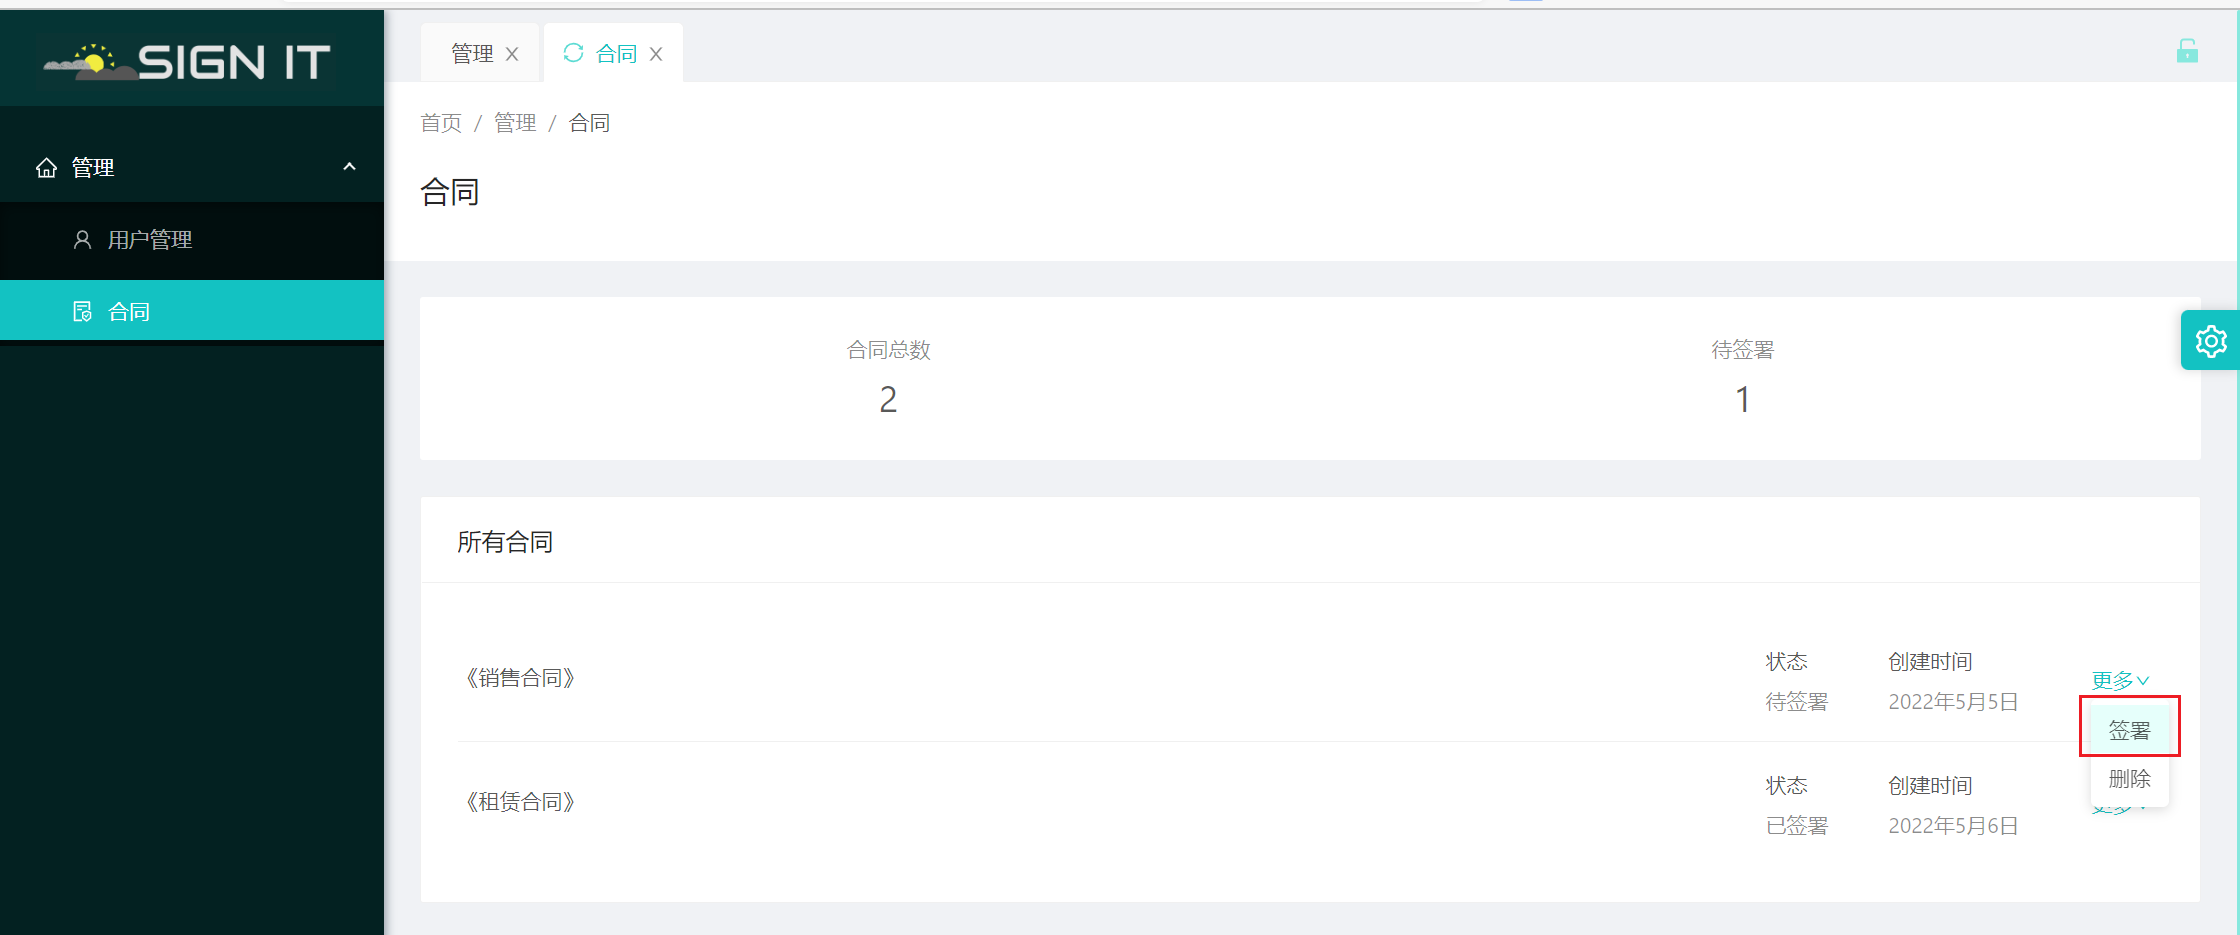 SIGN IT
管理
用户管理
合同
管理 X
合同 X
首页 / 管理 / 合同
合同
合同总数
2
待签署
1
所有合同
《销售合同》
状态
待签署
创建时间
2022年5月5日
更多
签署
删除
《租赁合同》
状态
已签署
创建时间
2022年5月6日
更多